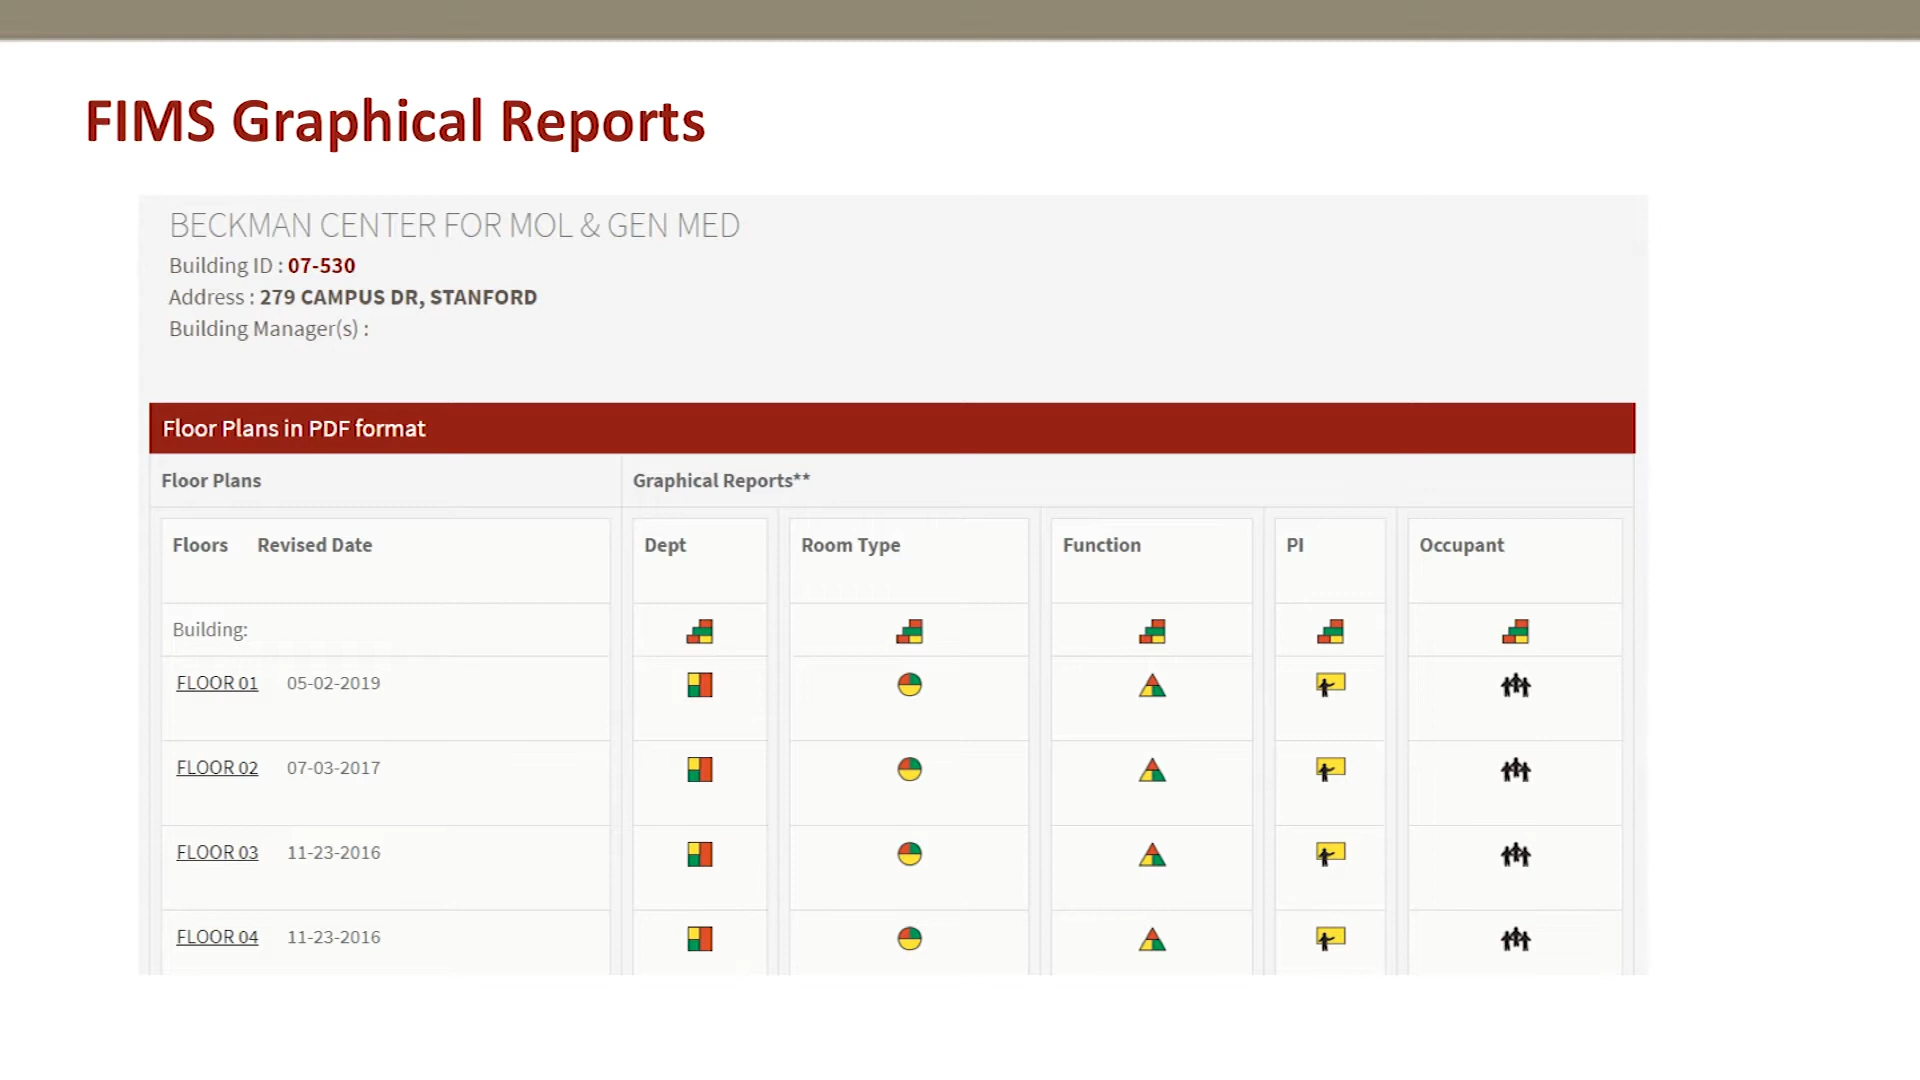 FIMS Graphical Reports
BECKMAN CENTER FOR MOL & GEN MED
Building ID : 07-530
Address : 279 CAMPUS DR, STANFORD
Building Manager(s) :
Floor Plans in PDF format
Floor Plans Graphical Reports**
Floors Revised Date Dept Room Type Function PI Occupant
Building:
FLOOR 01 05-02-2019
FLOOR 02 07-03-2017
FLOOR 03 11-23-2016
FLOOR 04 11-23-2016